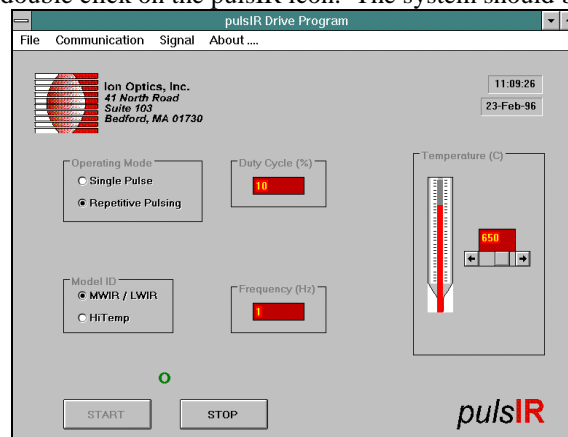 double click on the pulsIR icon. The system should
pulsIR Drive Program
File Communication Signal About ....
Ion Optics, Inc.
41 North Road
Suite 103
Bedford, MA 01730
11:09:26
23-Feb-96
Operating Mode
Single Pulse
Repetitive Pulsing
Duty Cycle (%)
10
Temperature (C)
650
Model ID
MWIR / LWIR
HiTemp
Frequency (Hz)
1
START
STOP
pulsIR